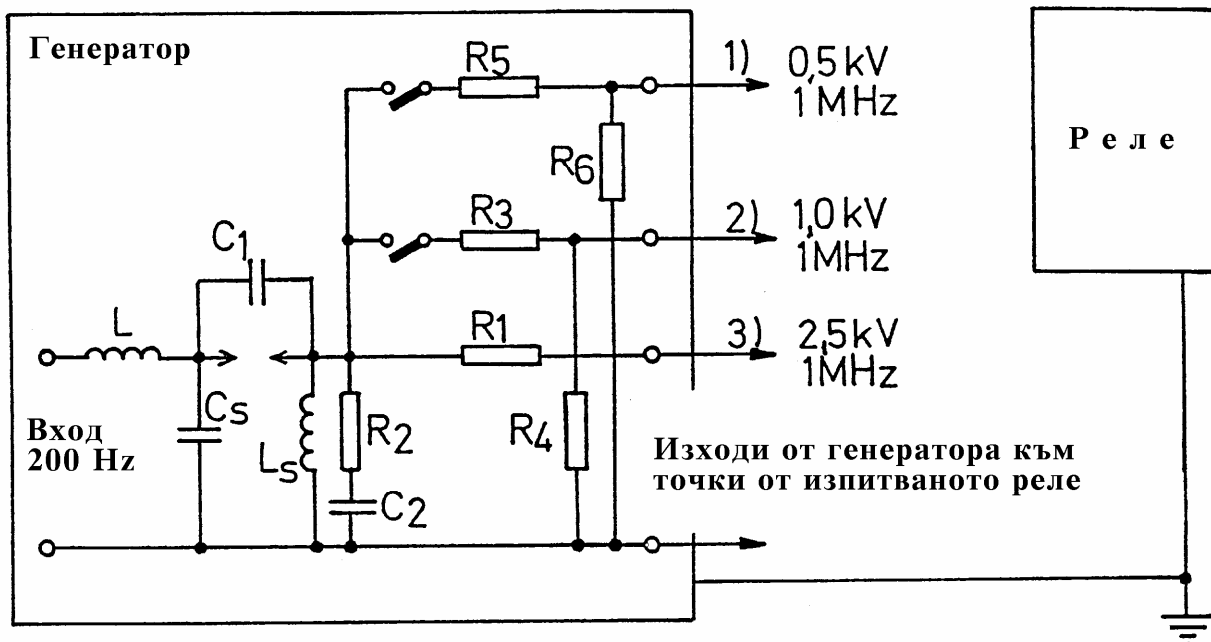 Генератор
R5
1) 0,5 kV
1 MHz
Реле
R6
R3
2) 1,0 kV
1MHz
C1
L
R1
3) 2,5 kV
1MHz
Cs
Вход
200 Hz
Ls
R2
R4
C2
Изходи от генератора към
точки от изпитваното реле